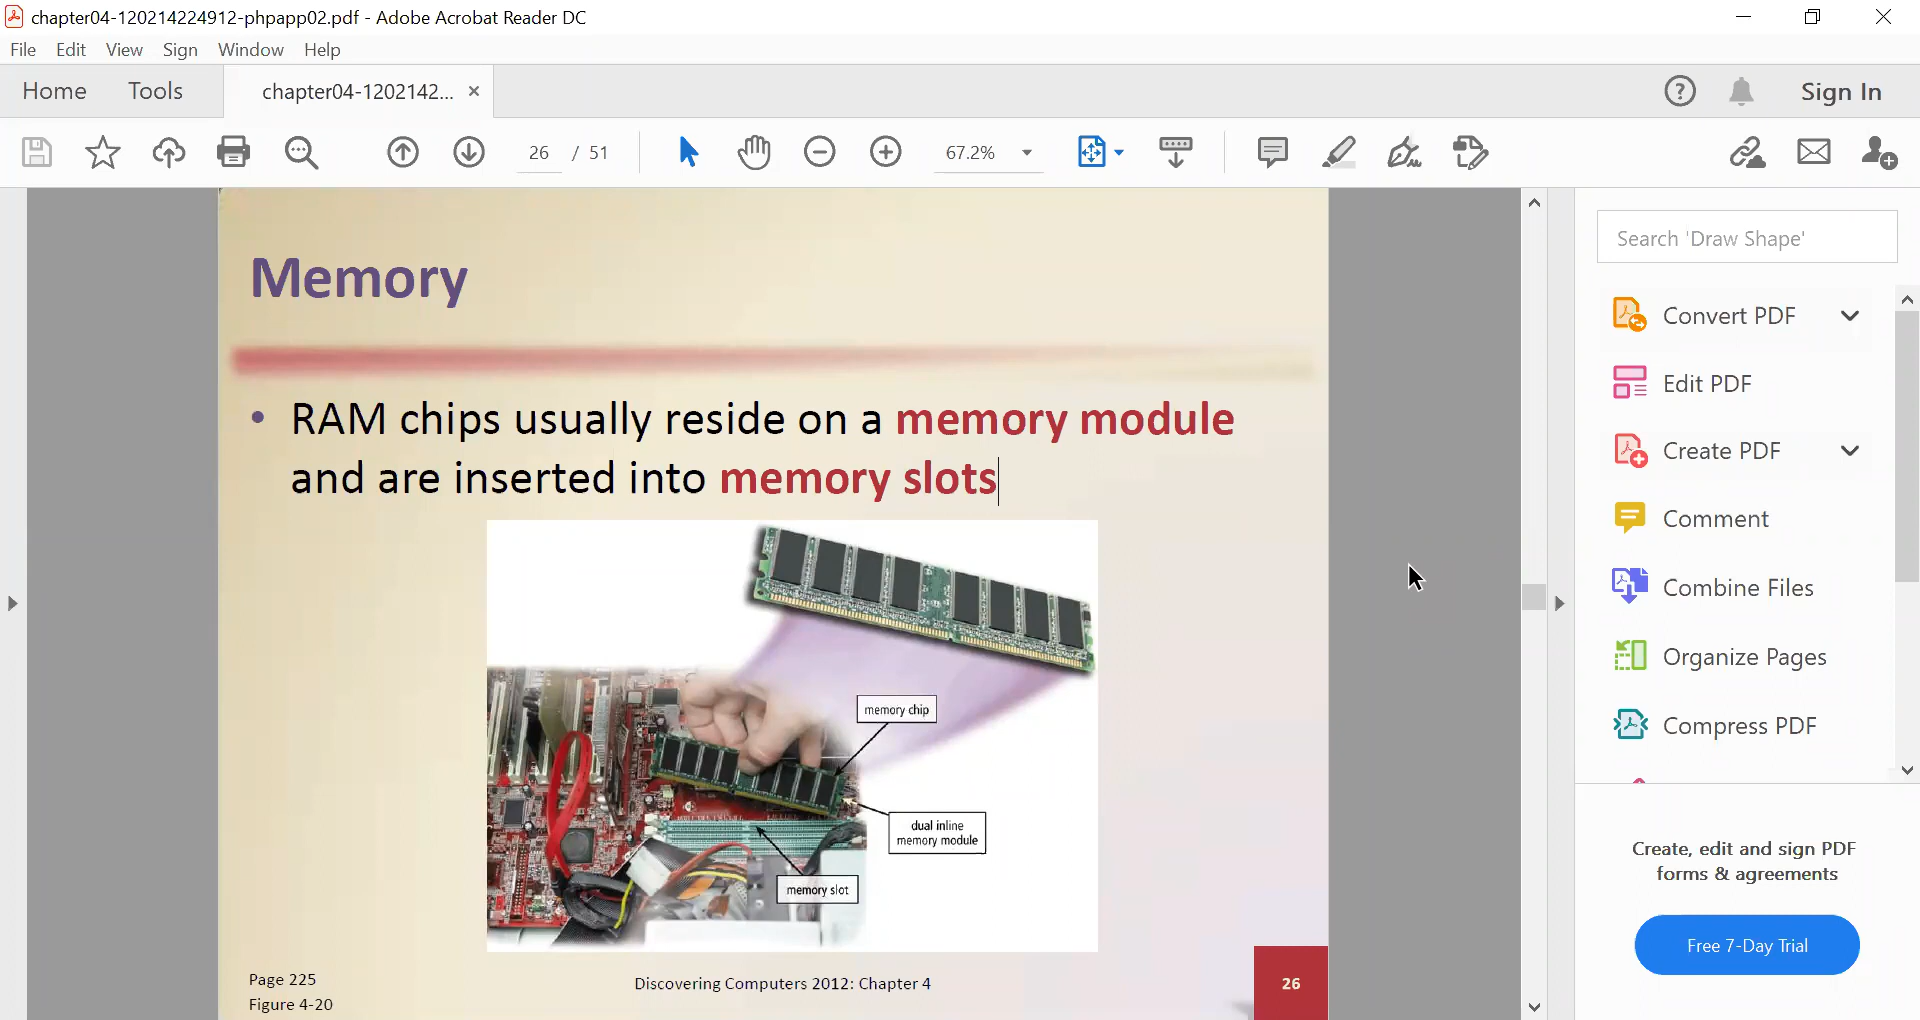 chapter04-120214224912-phpapp02.pdf - Adobe Acrobat Reader DC
File Edit View Sign Window Help
Home Tools chapter04-1202142... × Sign In
26 / 51 67.2%
Search 'Draw Shape'
Convert PDF
Edit PDF
Create PDF
Comment
Combine Files
Organize Pages
Compress PDF
Create, edit and sign PDF
forms & agreements
Free 7-Day Trial
Memory
• RAM chips usually reside on a memory module
and are inserted into memory slots
memory chip
dual inline
memory module
memory slot
Page 225
Figure 4-20
Discovering Computers 2012: Chapter 4
26